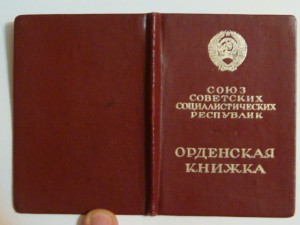 СОЮЗ
СОВЕТСКИХ
СОЦИАЛИСТИЧЕСКИХ
РЕСПУБЛИК
ОРДЕНСКАЯ
КНИЖКА